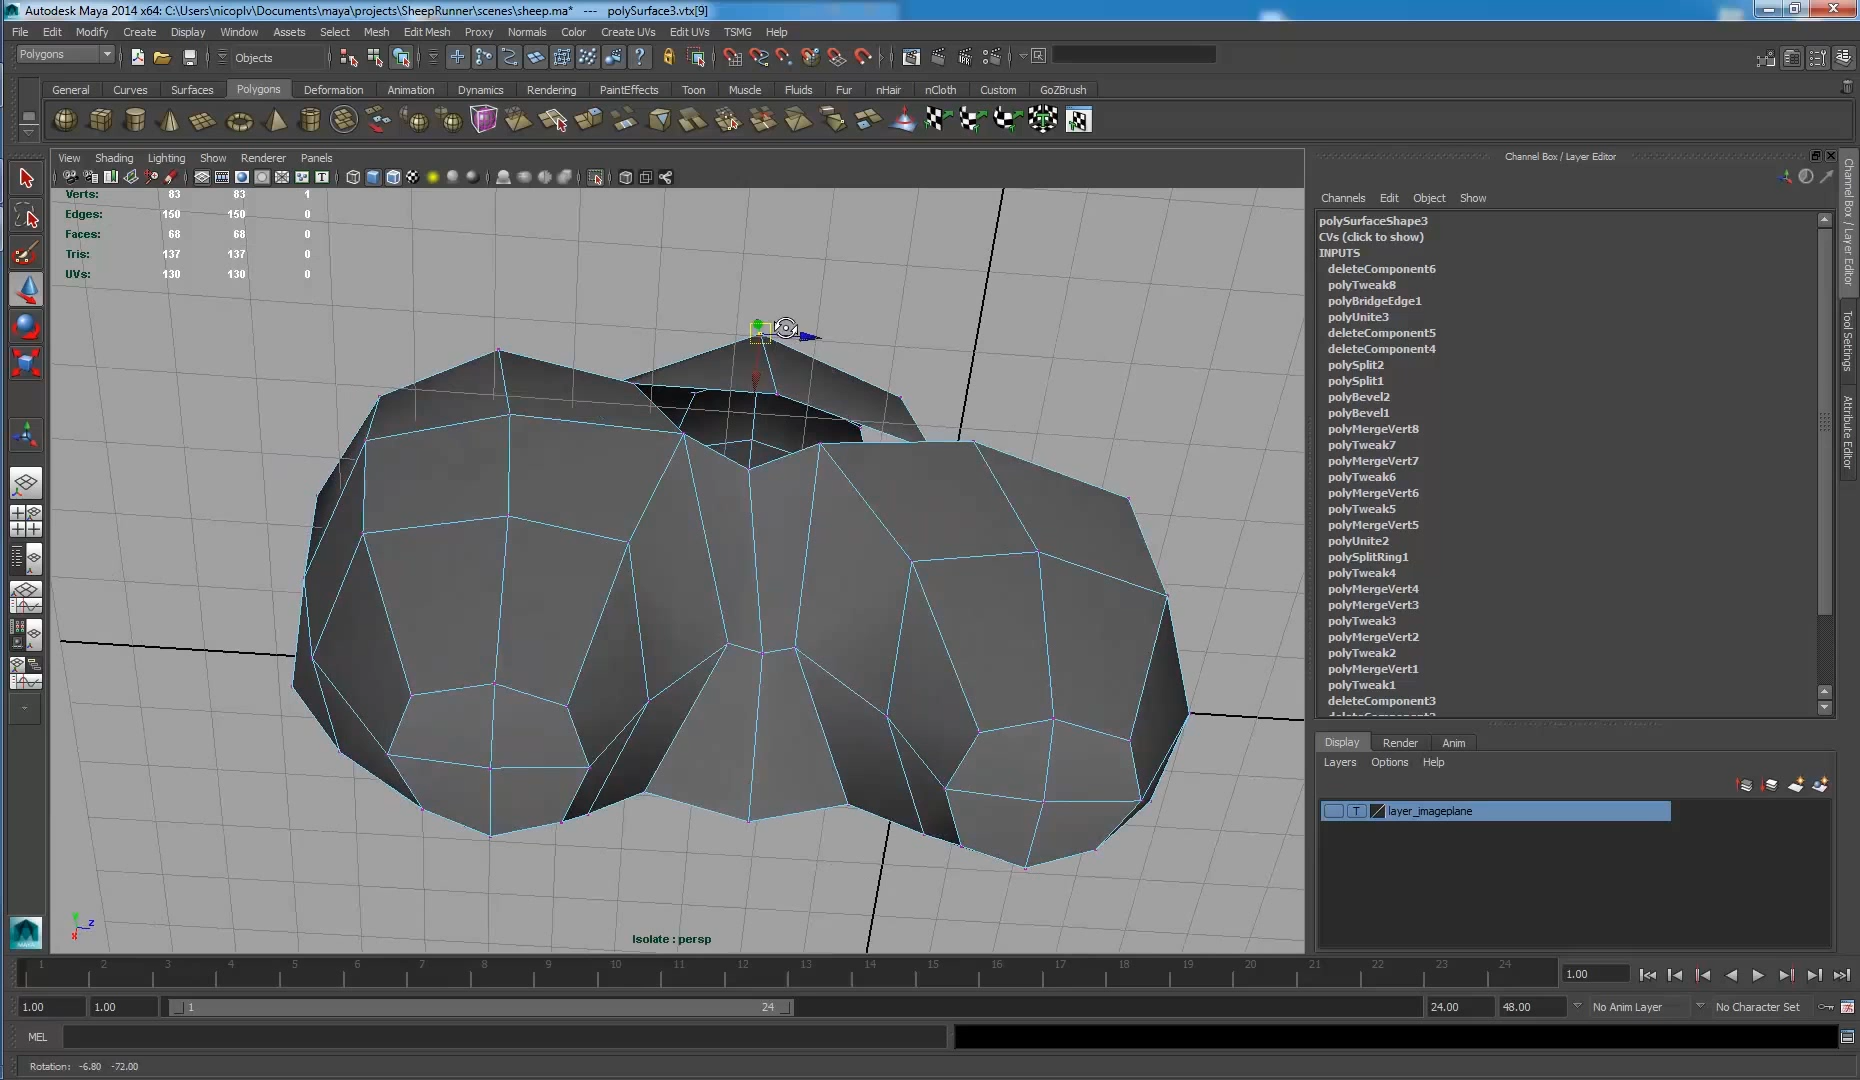 Autodesk Maya 2014 x64: C:\Users\nicoplv\Documents\maya\projects\SheepRunner\scenes\sheep.ma*   ---   polySurface3.vtx[9]
File Edit Modify Create Display Window Assets Select Mesh Edit Mesh Proxy Normals Color Create UVs Edit UVs TSMG Help
Polygons Objects
General Curves Surfaces Polygons Deformation Animation Dynamics Rendering PaintEffects Toon Muscle Fluids Fur nHair nCloth Custom GoZBrush
View Shading Lighting Show Renderer Panels
Verts: 83 83 1
Edges: 150 150 0
Faces: 68 68 0
Tris: 137 137 0
UVs: 130 130 0
Isolate : persp
z
x
Channel Box / Layer Editor
Channels Edit Object Show
polySurfaceShape3
CVs (click to show)
INPUTS
deleteComponent6
polyTweak8
polyBridgeEdge1
polyUnite3
deleteComponent5
deleteComponent4
polySplit2
polySplit1
polyBevel2
polyBevel1
polyMergeVert8
polyTweak7
polyMergeVert7
polyTweak6
polyMergeVert6
polyTweak5
polyMergeVert5
polyUnite2
polySplitRing1
polyTweak4
polyMergeVert4
polyMergeVert3
polyTweak3
polyMergeVert2
polyTweak2
polyMergeVert1
polyTweak1
deleteComponent3
Channel Box / Layer Editor
Tool Settings
Attribute Editor
Display Render Anim
Layers Options Help
T layer_imageplane
1 2 3 4 5 6 7 8 9 10 11 12 13 14 15 16 17 18 19 20 21 22 23 24
1.00
1.00 1.00 1 24 24.00 48.00 No Anim Layer No Character Set
MEL
Rotation: -6.80 -72.00